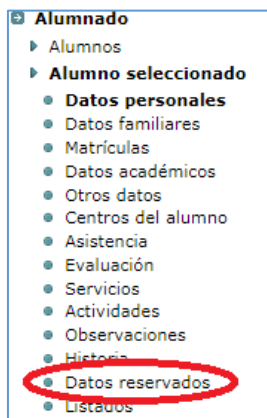 Alumnado
Alumnos
Alumno seleccionado
Datos personales
Datos familiares
Matrículas
Datos académicos
Otros datos
Centros del alumno
Asistencia
Evaluación
Servicios
Actividades
Observaciones
Historia
Datos reservados
Listados